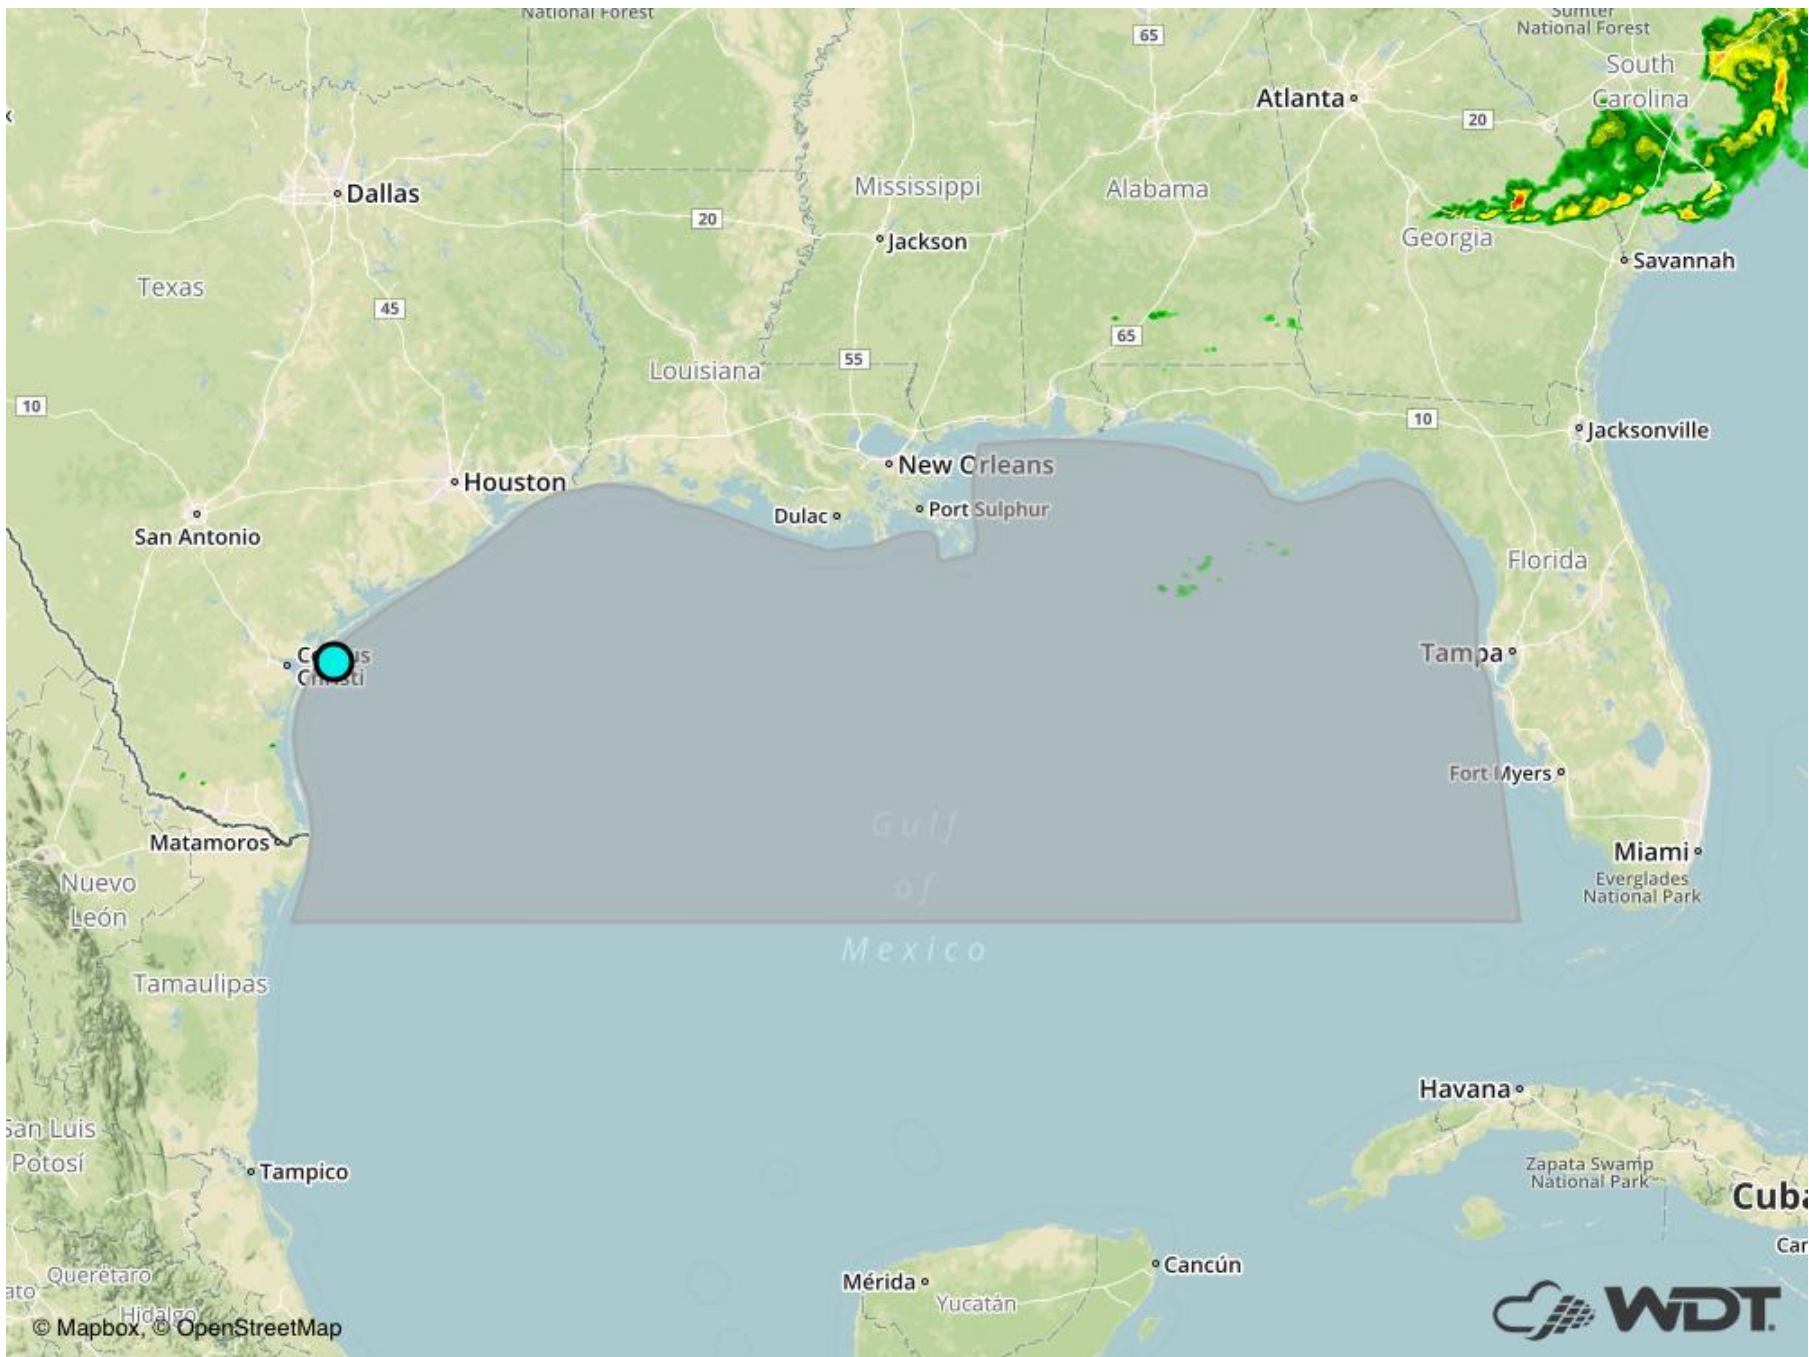 National Forest
65
Sumter
National Forest
South
Carolina
Atlanta
20
Dallas
Mississippi
Alabama
20
Jackson
Georgia
Savannah
Texas
45
65
55
Louisiana
10
10
Jacksonville
New Orleans
Houston
Dulac
Port Sulphur
San Antonio
Florida
Tampa
Fort Myers
Gulf
of
Mexico
Matamoros
Miami
Everglades
National Park
Nuevo
León
Tamaulipas
Havana
San Luis
Potosí
Tampico
Zapata Swamp
National Park
Cuba
Cancún
Mérida
Querétaro
Yucatán
Hidalgo
© Mapbox, © OpenStreetMap
WDT